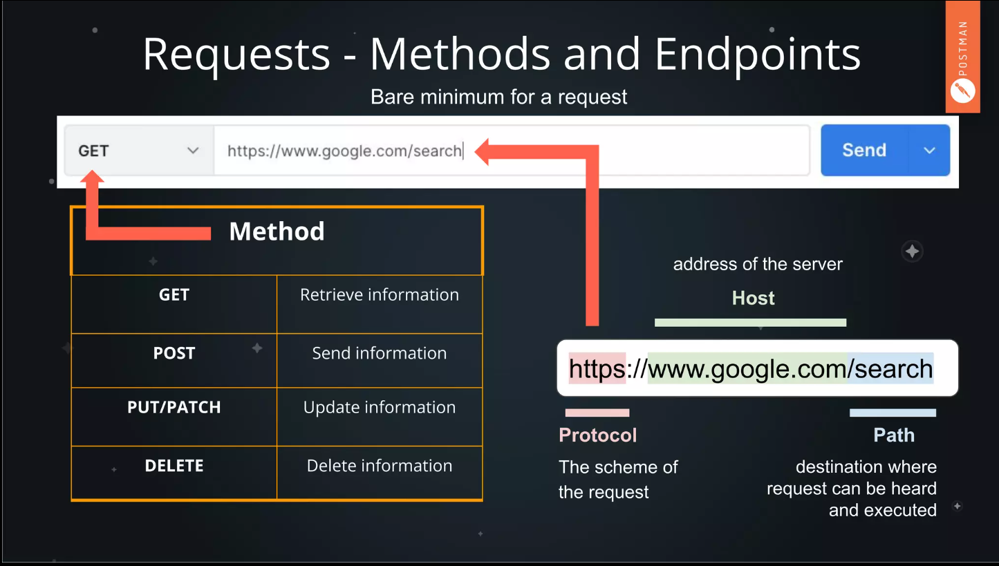 Requests - Methods and Endpoints
POSTMAN
Bare minimum for a request
GET
https://www.google.com/search
Send
Method
GET
Retrieve information
POST
Send information
PUT/PATCH
Update information
DELETE
Delete information
address of the server
Host
https://www.google.com/search
Protocol
The scheme of
the request
Path
destination where
request can be heard
and executed